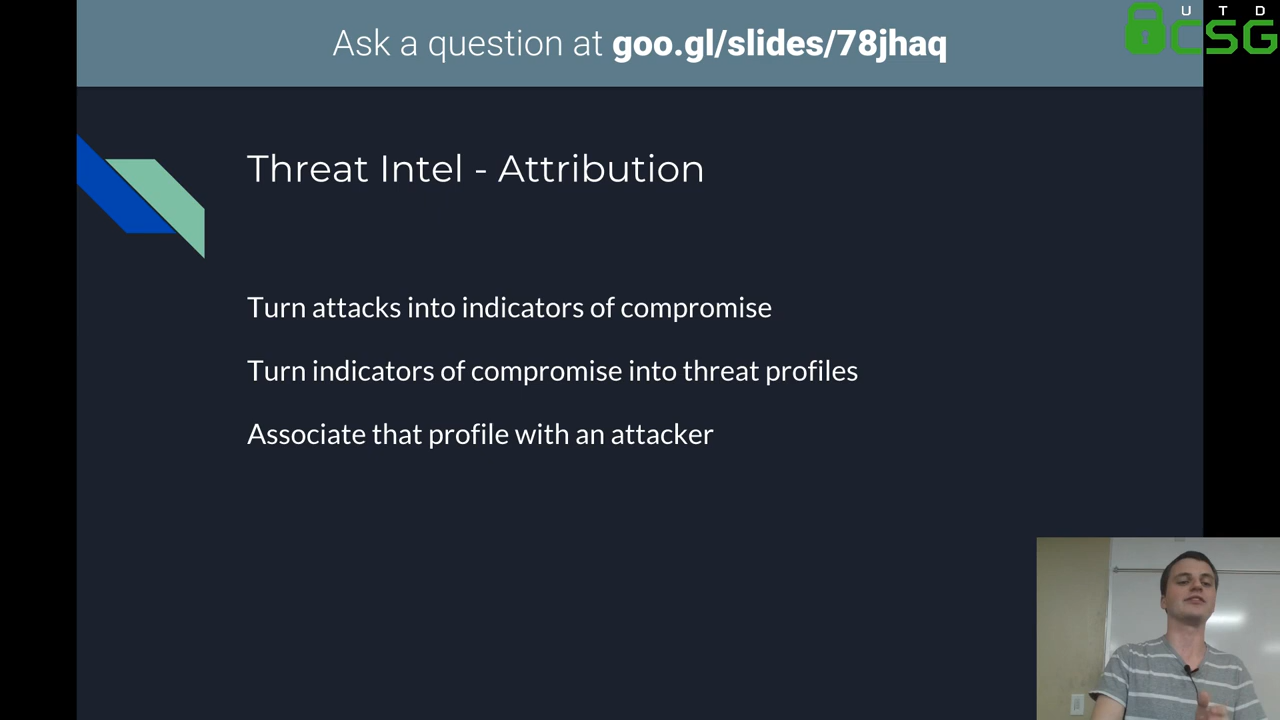 Ask a question at goo.gl/slides/78jhaq
UTD
CSG
Threat Intel - Attribution
Turn attacks into indicators of compromise
Turn indicators of compromise into threat profiles
Associate that profile with an attacker